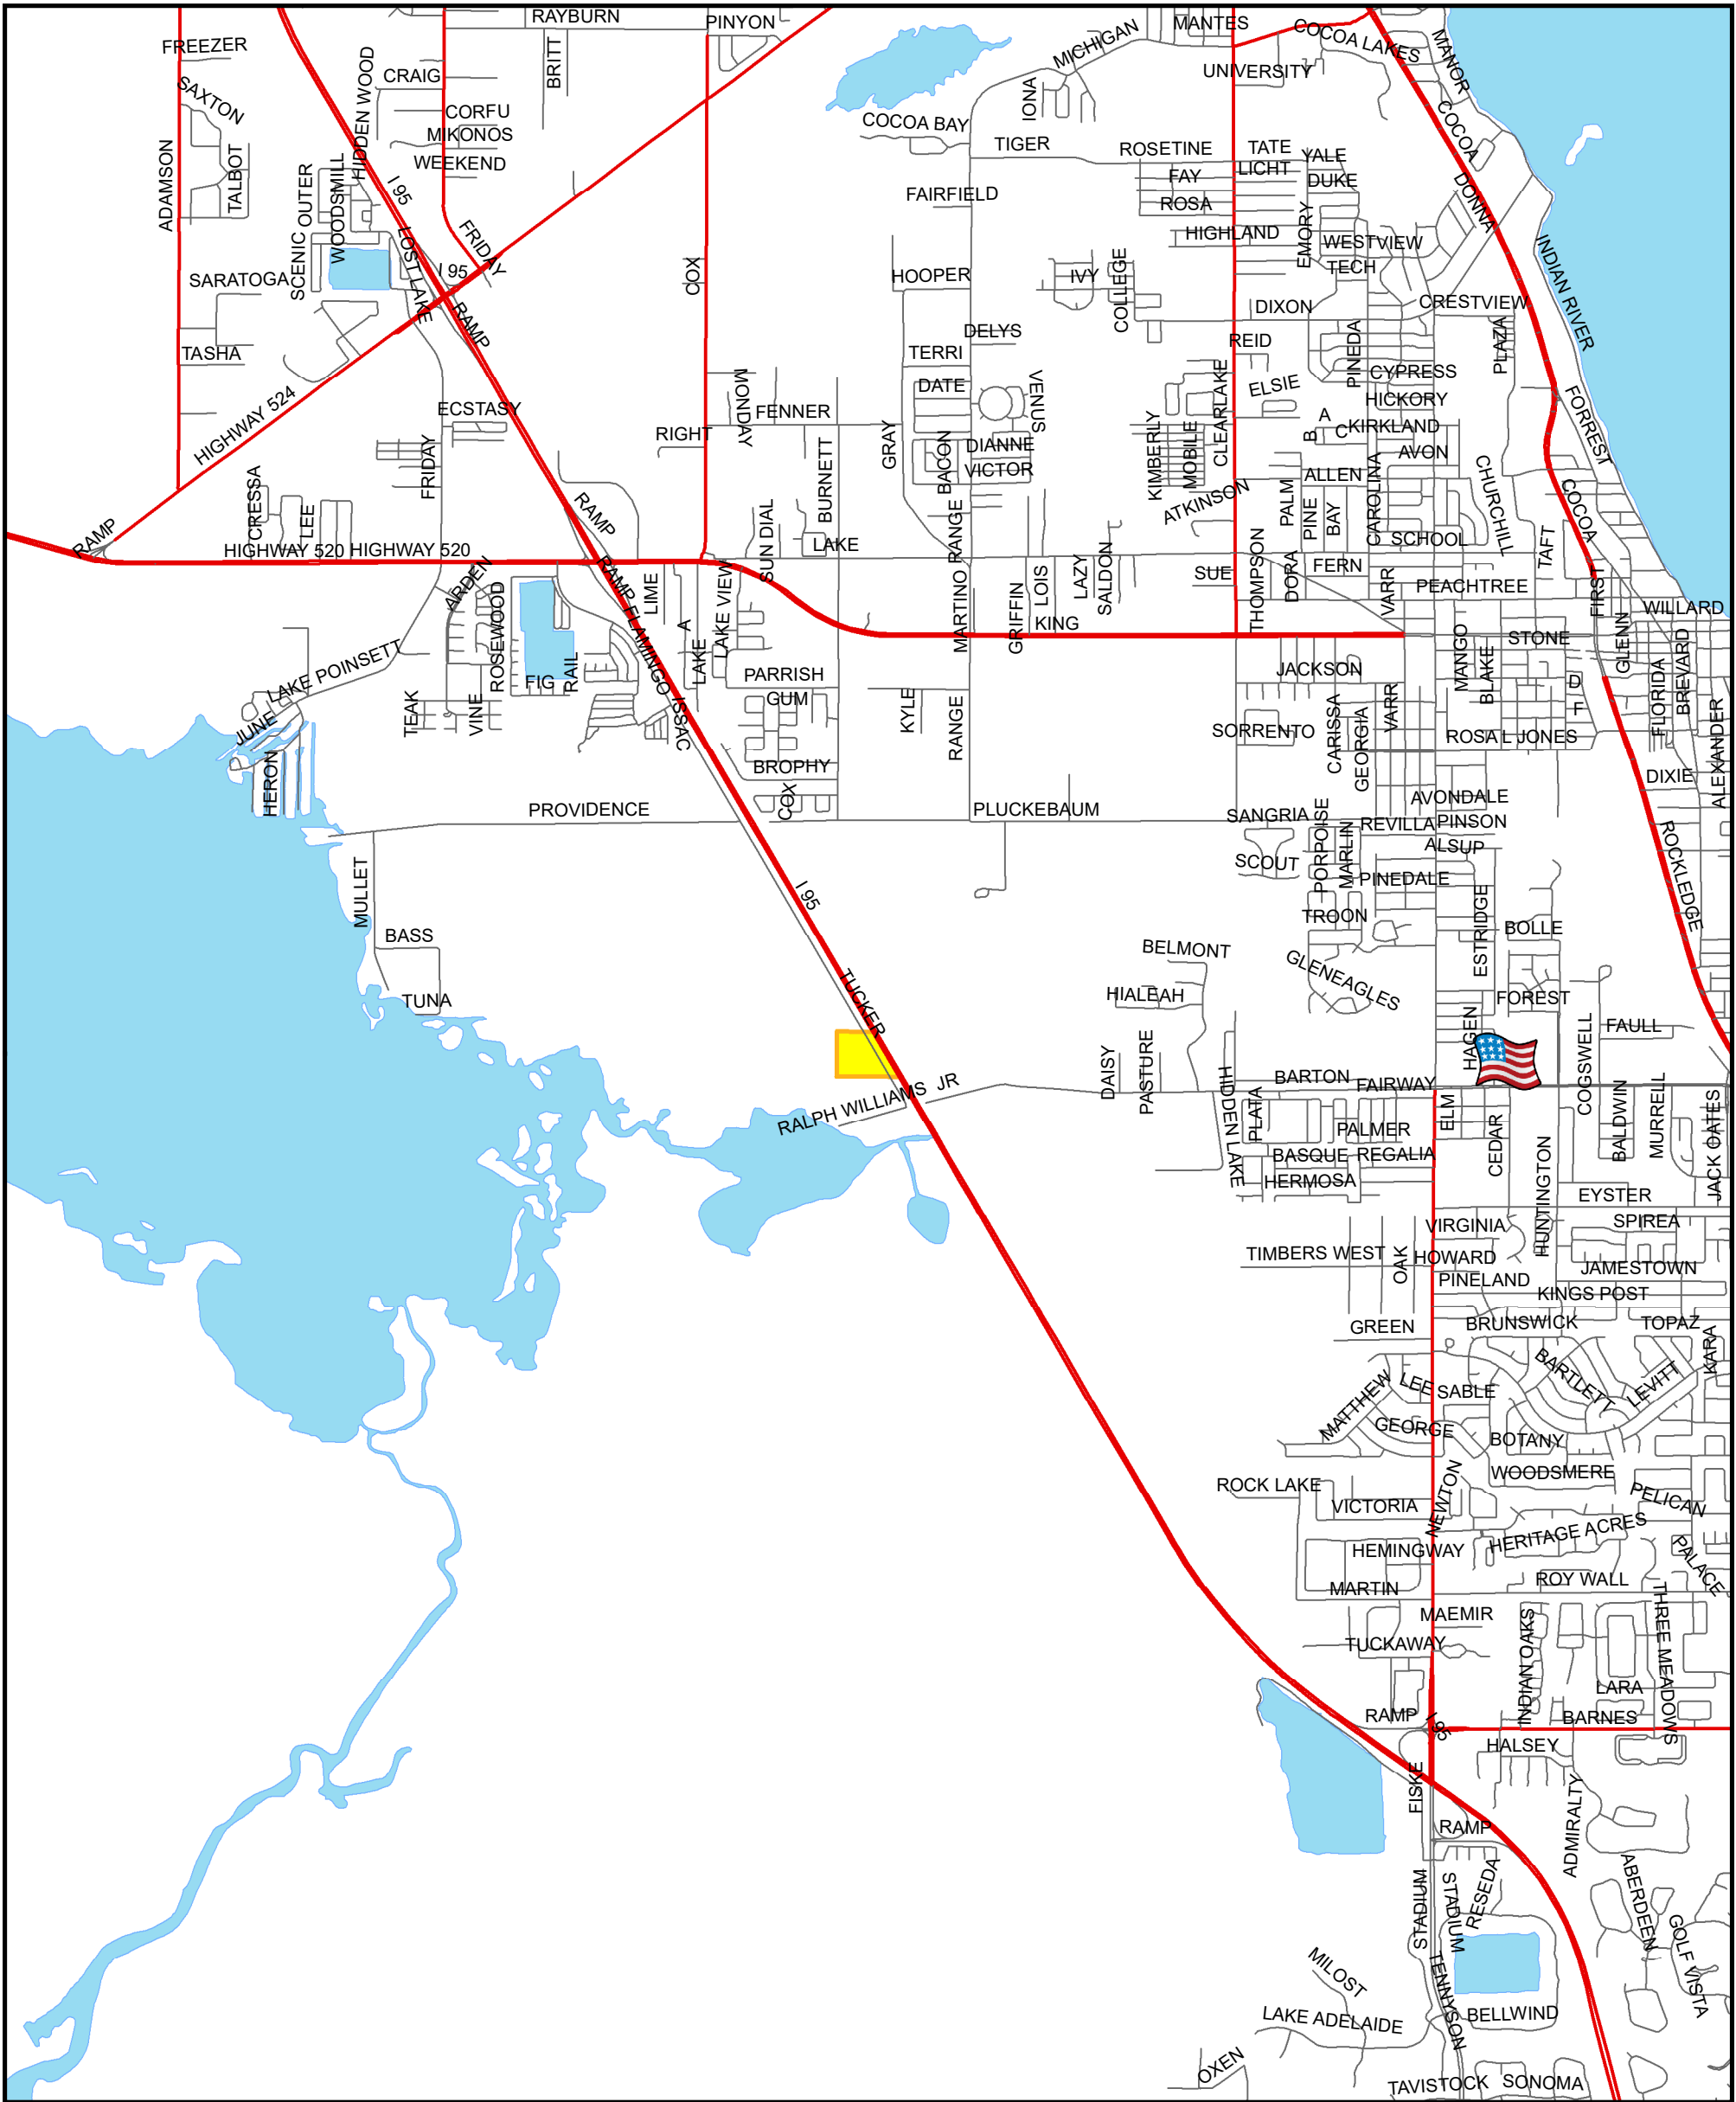 RAYBURN
PINYON
MANTES
FREEZER
MICHIGAN
COCOA LAKES
MANOR
CRAIG
BRITT
UNIVERSITY
SAXTON
HIDDEN WOOD
IONA
CORFU
MIKONOS
COCOA BAY
COCOA
TIGER
ROSETINE
TATE
YALE
WEEKEND
ADAMSON
TALBOT
OUTER
WOODSMILL
I 95
FAY
LICHT
DUKE
FAIRFIELD
ROSA
DONNA
HIGHLAND
EMORY
WESTVIEW
SCENIC
LOST LAKE
FRIDAY
I 95
COX
HOOPER
IVY
COLLEGE
TECH
INDIAN RIVER
SARATOGA
DIXON
CRESTVIEW
RAMP
DELYS
REID
PINEDA
PLAZA
TASHA
TERRI
DATE
VENUS
CYPRESS
ELSIE
HICKORY
HIGHWAY 524
ECSTASY
MONDAY
FENNER
CLEARLAKE
A
B
C
KIRKLAND
FORREST
RIGHT
GRAY
DIANNE
KIMBERLY
MOBILE
AVON
FRIDAY
BURNETT
BACON
VICTOR
ALLEN
CAROLINA
CHURCHILL
CRESSA
LEE
RAMP
ATKINSON
PALM
PINE
BAY
COCOA
RAMP
SUN DIAL
LAKE
RANGE
SCHOOL
TAFT
HIGHWAY 520
HIGHWAY 520
ARDEN
RAMP
LIME
LAKE VIEW
MARTINO
GRIFFIN
LOIS
LAZY
SALDON
SUE
THOMPSON
DORA
FERN
VARR
PEACHTREE
FIRST
WILLARD
ROSEWOOD
FLAMINGO
A
KING
MANGO
STONE
GLENN
LAKE POINSETT
FIG
RAIL
LAKE
PARRISH
JACKSON
BLAKE
BREVARD
JUNE
TEAK
VINE
ISSAC
GUM
KYLE
RANGE
CARISSA
VARR
D
F
FLORIDA
ALEXANDER
SORRENTO
GEORGIA
ROSA L JONES
HERON
BROPHY
DIXIE
PROVIDENCE
COX
PLUCKEBAUM
AVONDALE
SANGRIA
PORPOISE
REVILLA
PINSON
ROCKLEDGE
MULLET
SCOUT
MARLIN
ALSUP
I 95
PINEDALE
TROON
ESTRIDGE
BOLLE
BASS
BELMONT
GLENEAGLES
TUNA
TUCKER
HIALEAH
FOREST
HAGEN
COGSWELL
FAULL
DAISY
PASTURE
HIDDEN LAKE
BARTON
FAIRWAY
RALPH WILLIAMS JR
PLATA
PALMER
ELM
CEDAR
BALDWIN
MURRELL
JACK OATES
BASQUE
REGALIA
HUNTINGTON
HERMOSA
EYSTER
VIRGINIA
SPIREA
TIMBERS WEST
OAK
HOWARD
JAMESTOWN
PINELAND
KINGS POST
GREEN
BRUNSWICK
TOPAZ
KARA
BARTLETT
LEVITT
MATTHEW
LEE
SABLE
GEORGE
BOTANY
ROCK LAKE
WOODSMERE
VICTORIA
NEWTON
PELICAN
HERITAGE ACRES
HEMINGWAY
PALACE
MARTIN
ROY WALL
MAEMIR
INDIAN OAKS
THREE MEADOWS
TUCKAWAY
LARA
RAMP
I 95
BARNES
HALSEY
FISKE
ADMIRALTY
RAMP
STADIUM
STADIUM
RESEDA
ABERDEEN
MILOST
TENNYSON
GOLF VISTA
LAKE ADELAIDE
BELLWIND
OXEN
TAVISTOCK
SONOMA